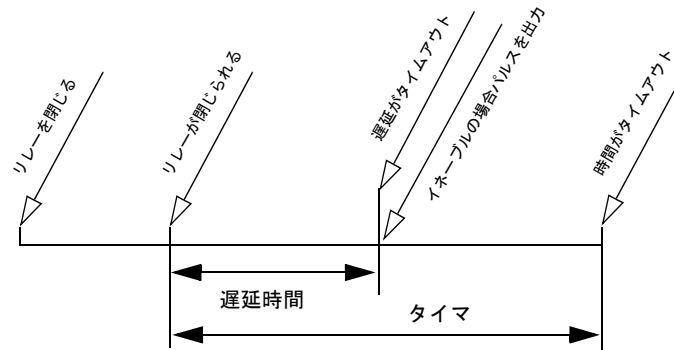 リレーを閉じる
リレーが閉じられる
遅延がタイムアウト
イネーブルの場合パルスを出力
時間がタイムアウト
遅延時間
タイマ